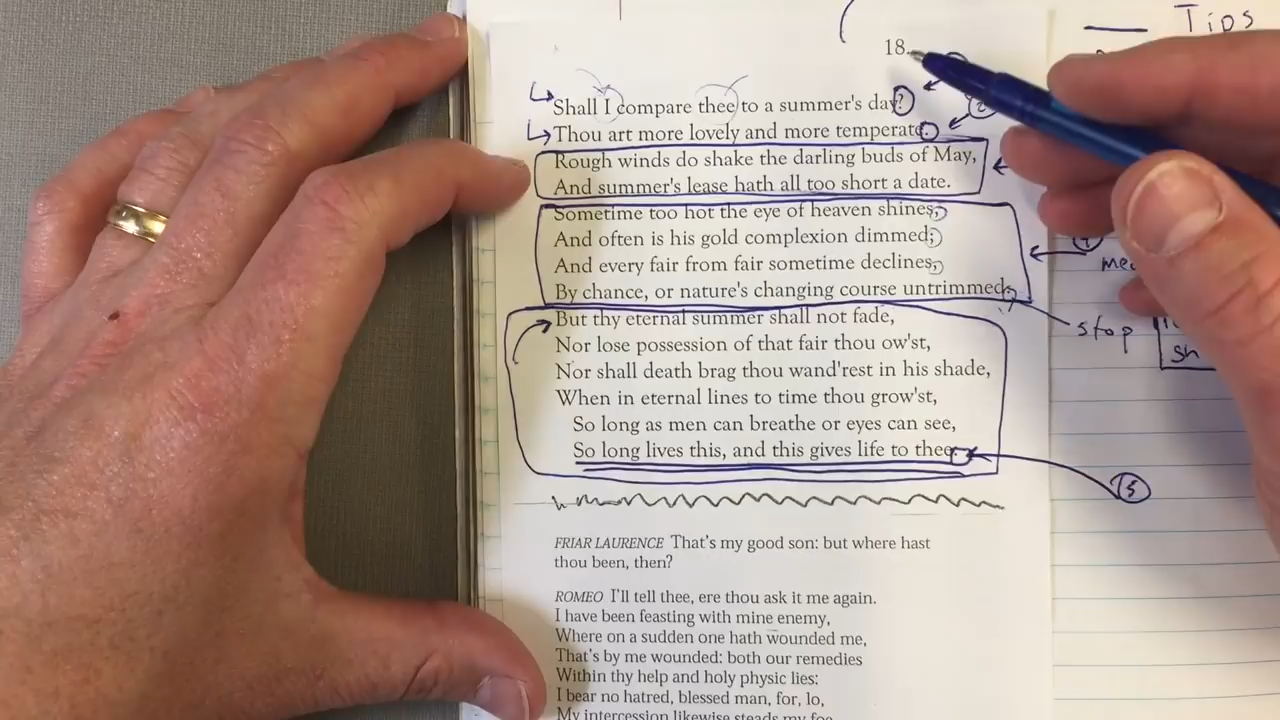 Tips
18.
Shall I compare thee to a summer's day?
Thou art more lovely and more temperate.
Rough winds do shake the darling buds of May,
And summer's lease hath all too short a date.
Sometime too hot the eye of heaven shines,
And often is his gold complexion dimmed;
And every fair from fair sometime declines,
By chance, or nature's changing course untrimmed.
But thy eternal summer shall not fade,
stop
Nor lose possession of that fair thou ow'st,
Nor shall death brag thou wand'rest in his shade,
When in eternal lines to time thou grow'st,
So long as men can breathe or eyes can see,
So long lives this, and this gives life to thee
5
FRIAR LAURENCE That's my good son: but where hast
thou been, then?
ROMEO I'll tell thee, ere thou ask it me again.
I have been feasting with mine enemy,
Where on a sudden one hath wounded me,
That's by me wounded: both our remedies
Within thy help and holy physic lies:
I bear no hatred, blessed man, for, lo,
My intercession likewise steads my foe